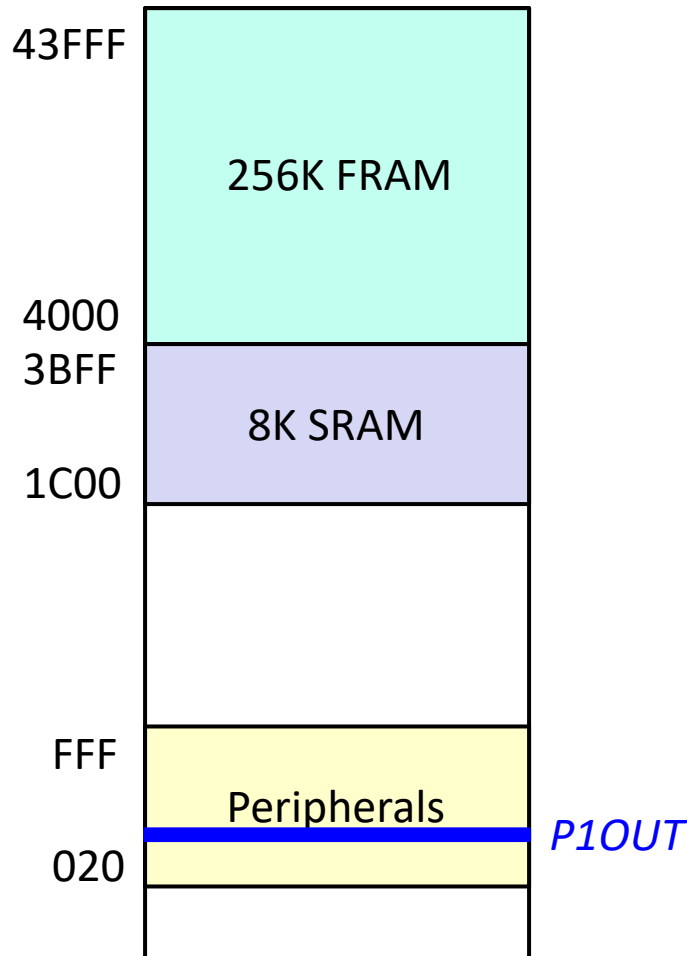 43FFF
256K FRAM
4000
3BFF
8K SRAM
1C00
FFF
Peripherals
P1OUT
020